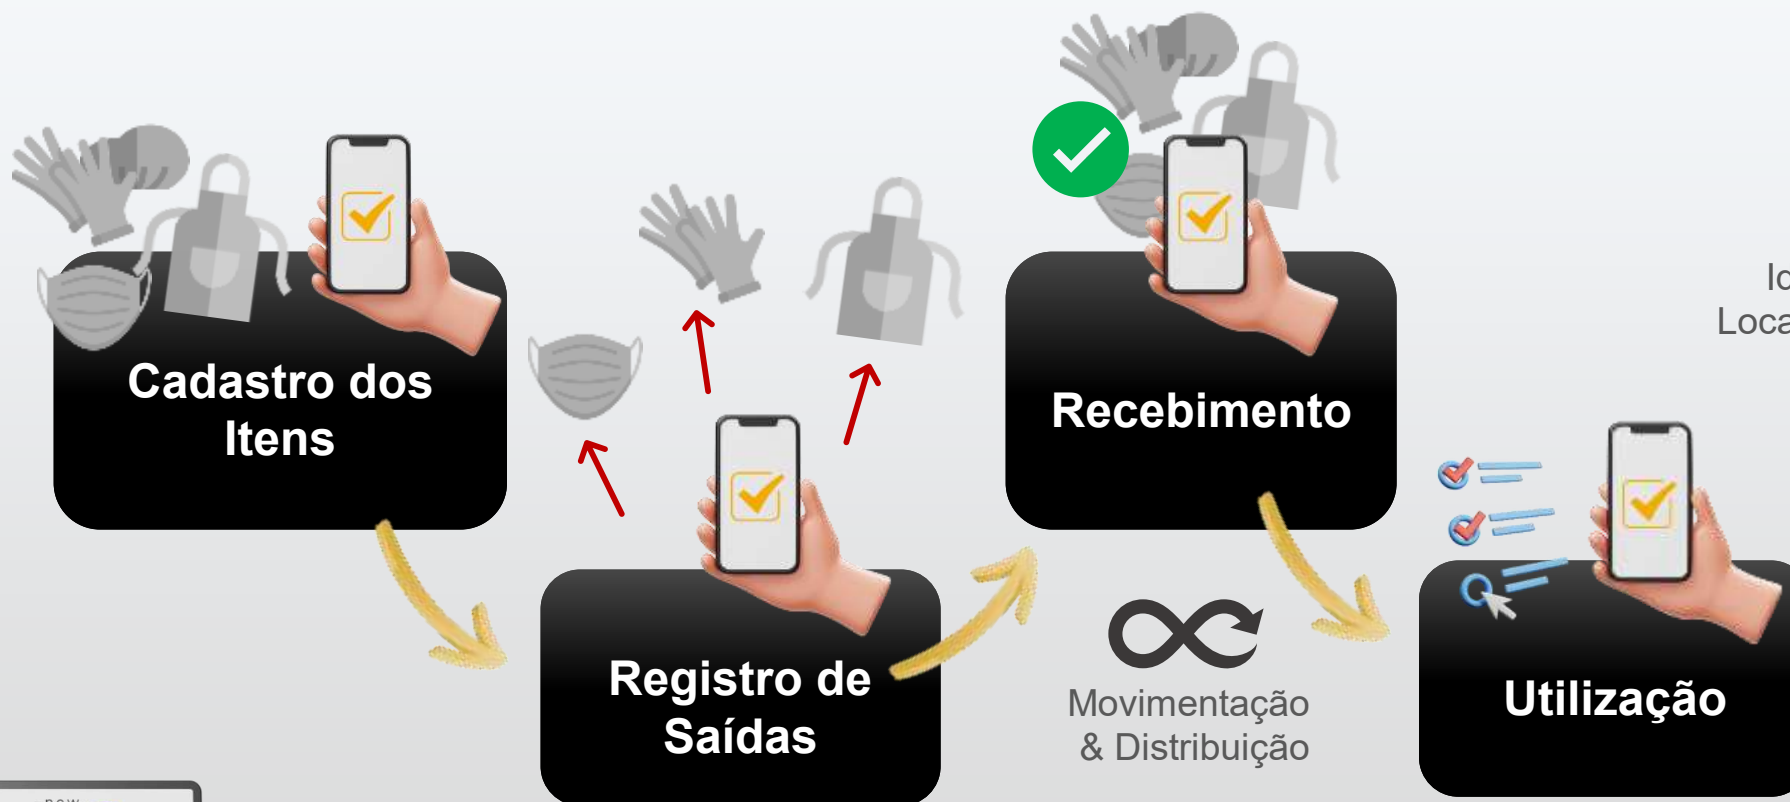 Cadastro dos
Itens
Registro de
Saídas
Recebimento
Movimentação
& Distribuição
Utilização